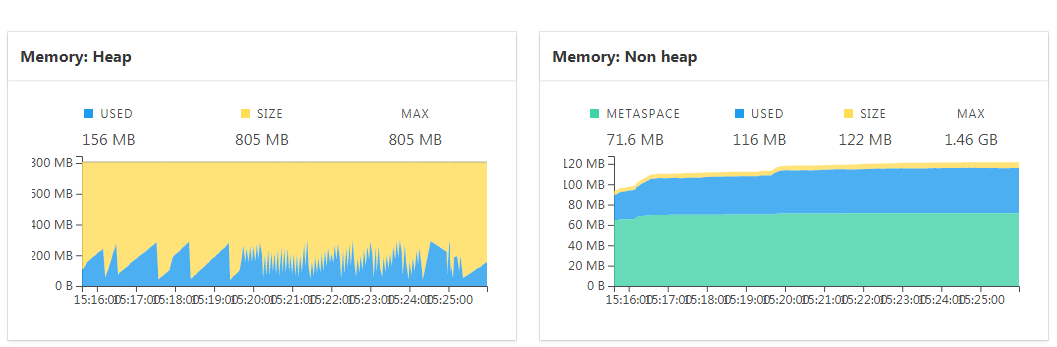 Memory: Heap
USED SIZE MAX
156 MB 805 MB 805 MB
800 MB
600 MB
400 MB
200 MB
0 B
15:16:00 15:17:00 15:18:00 15:19:00 15:20:00 15:21:00 15:22:00 15:23:00 15:24:00 15:25:00
Memory: Non heap
METASPACE USED SIZE MAX
71.6 MB 116 MB 122 MB 1.46 GB
120 MB
100 MB
80 MB
60 MB
40 MB
20 MB
0 B
15:16:00 15:17:00 15:18:00 15:19:00 15:20:00 15:21:00 15:22:00 15:23:00 15:24:00 15:25:00